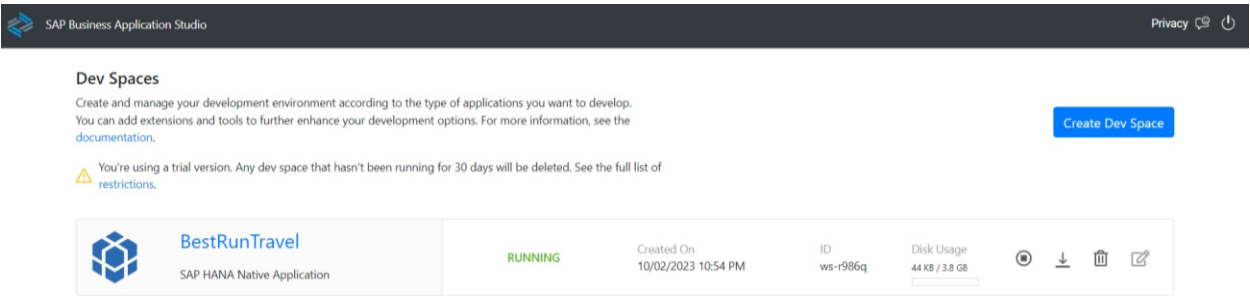 SAP Business Application Studio
Privacy
Dev Spaces
Create and manage your development environment according to the type of applications you want to develop.
You can add extensions and tools to further enhance your development options. For more information, see the
documentation.
Create Dev Space
You're using a trial version. Any dev space that hasn't been running for 30 days will be deleted. See the full list of
restrictions.
BestRunTravel
SAP HANA Native Application
RUNNING
Created On
10/02/2023 10:54 PM
ID
ws-r986q
Disk Usage
44 KB / 3.8 GB